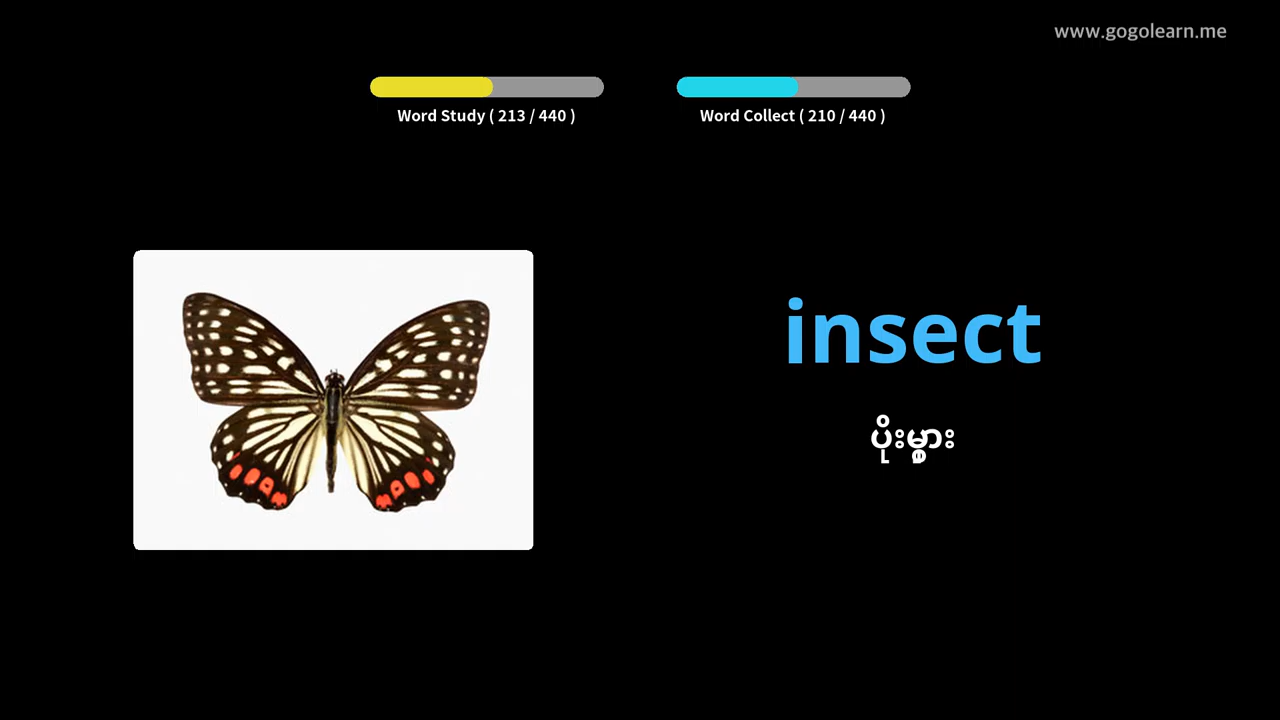 www.gogolearn.me
Word Study ( 213 / 440 )
Word Collect ( 210 / 440 )
insect
ပိုးမွှား